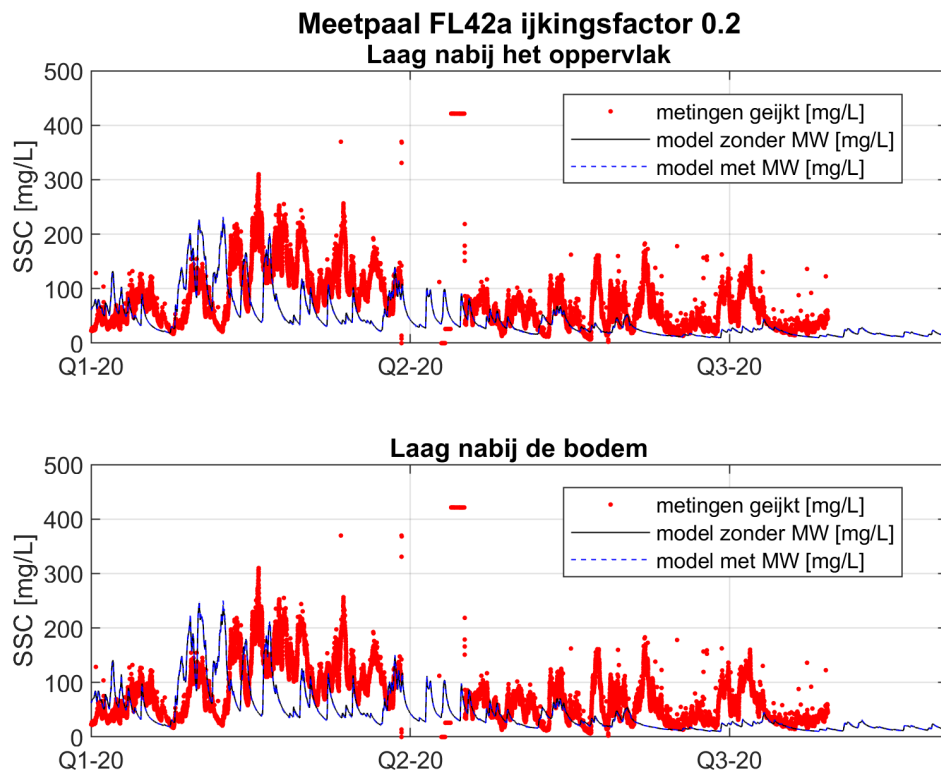 Meetpaal FL42a ijkingsfactor 0.2
Laag nabij het oppervlak
500
400
300
200
100
0
SSC [mg/L]
metingen geijkt [mg/L]
model zonder MW [mg/L]
model met MW [mg/L]
Q1-20
Q2-20
Q3-20
Laag nabij de bodem
500
400
300
200
100
0
SSC [mg/L]
metingen geijkt [mg/L]
model zonder MW [mg/L]
model met MW [mg/L]
Q1-20
Q2-20
Q3-20